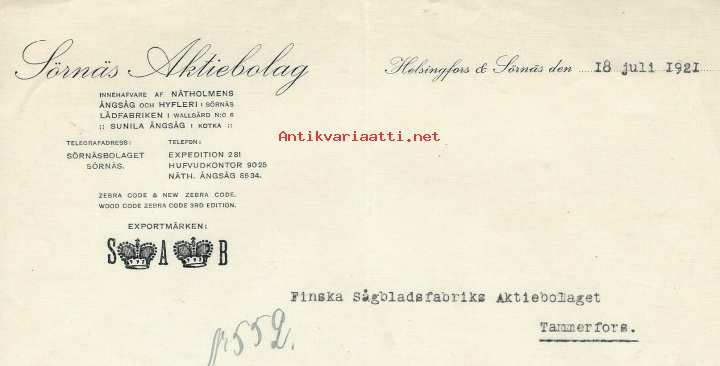 Sörnäs Aktiebolag
Helsingfors & Sörnäs den 18 juli 1921
INNEHAFVARE AF NÄTHOLMENS
ÅNGSÅG OCH HYFLERI I SÖRNÄS
LÅDFABRIKEN I WALLGÅRD N:O 6
:: SUNILA ÅNGSÅG I KOTKA ::
Antikvariaatti.net
TELEGRAFADRESS:
SÖRNÄSBOLAGET
SÖRNÄS.
TELEFON:
EXPEDITION 281
HUFVUDKONTOR 9025
NÄTH. ÅNGSÅG 8634.
ZEBRA CODE & NEW ZEBRA CODE.
WOOD CODE ZEBRA CODE 3RD EDITION.
EXPORTMÄRKEN:
S A B
Finska Sågbladsfabriks Aktiebolaget
Tammerfors.
552.